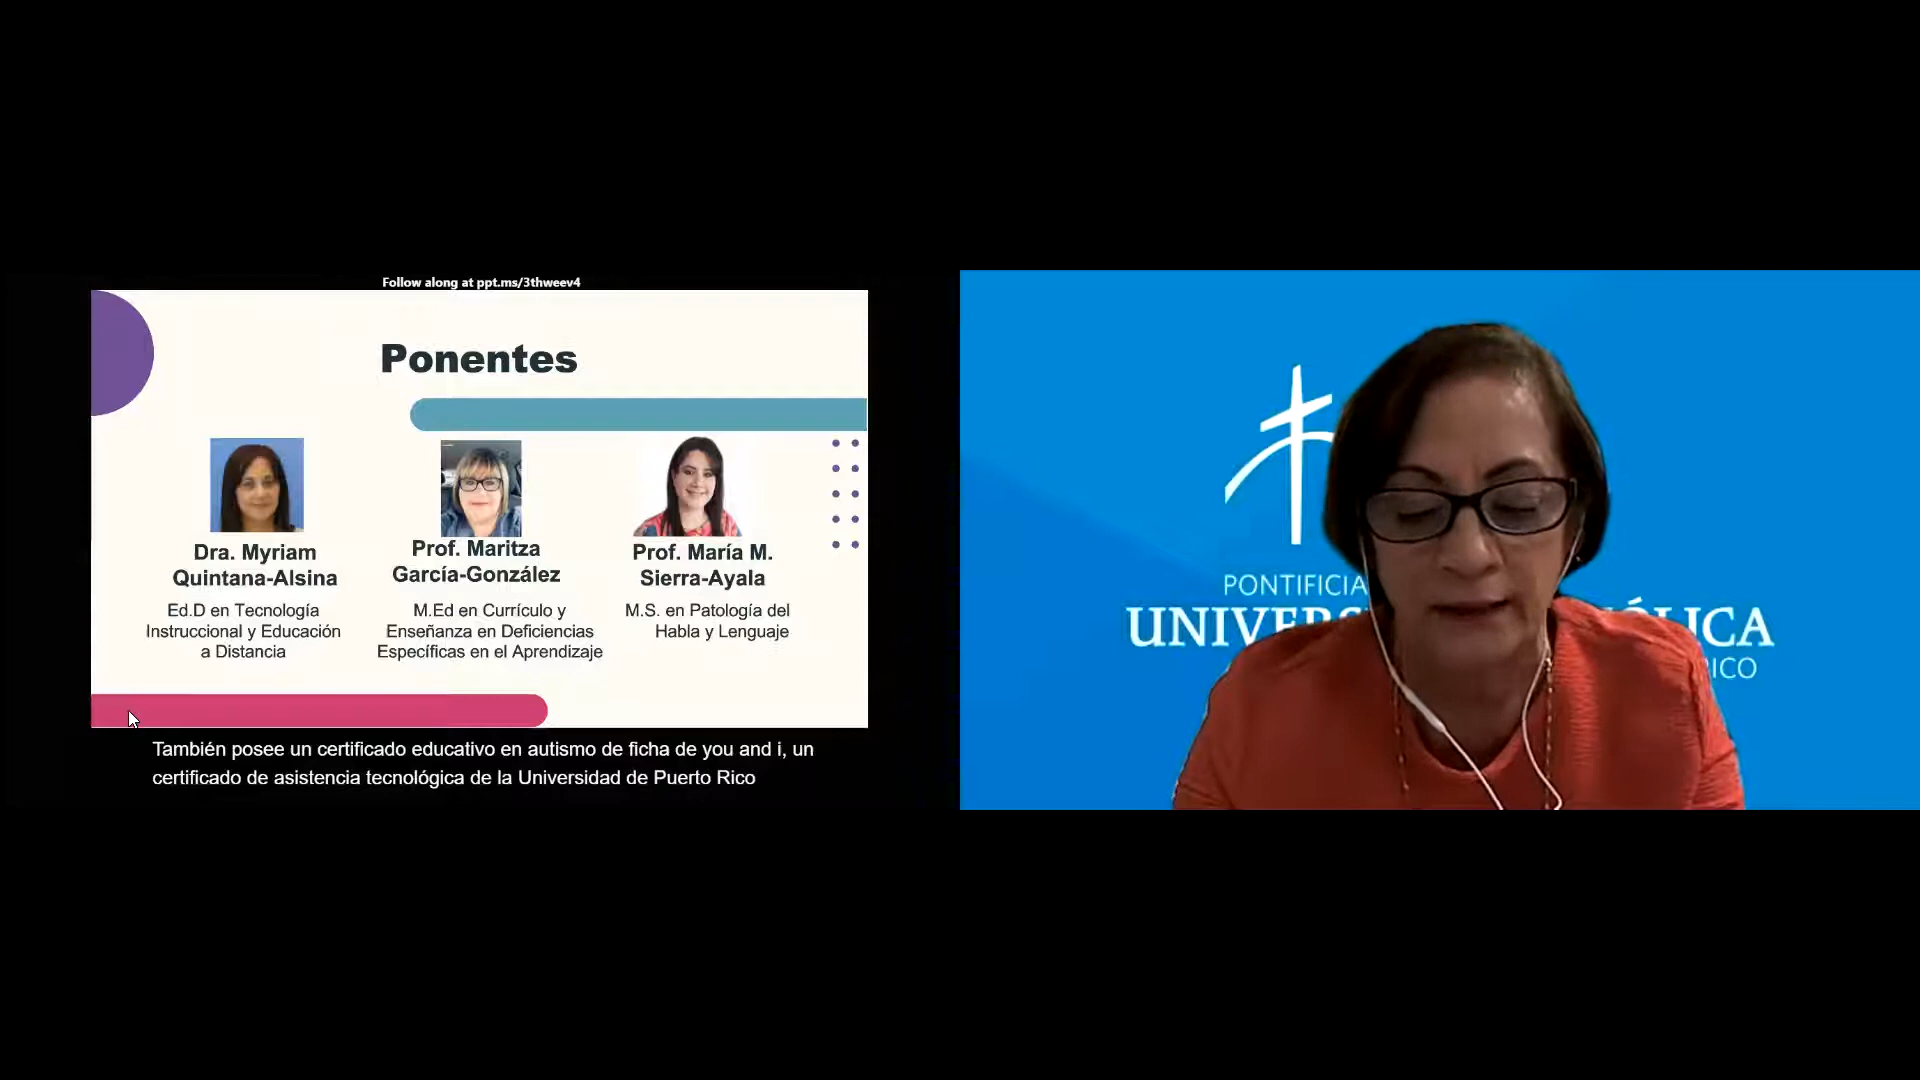 Follow along at ppt.ms/3thweev4
Ponentes
Dra. Myriam
Quintana-Alsina
Ed.D en Tecnología
Instruccional y Educación
a Distancia
Prof. Maritza
García-González
M.Ed en Currículo y
Enseñanza en Deficiencias
Específicas en el Aprendizaje
Prof. María M.
Sierra-Ayala
M.S. en Patología del
Habla y Lenguaje
También posee un certificado educativo en autismo de ficha de you and i, un
certificado de asistencia tecnológica de la Universidad de Puerto Rico
PONTIFICIA